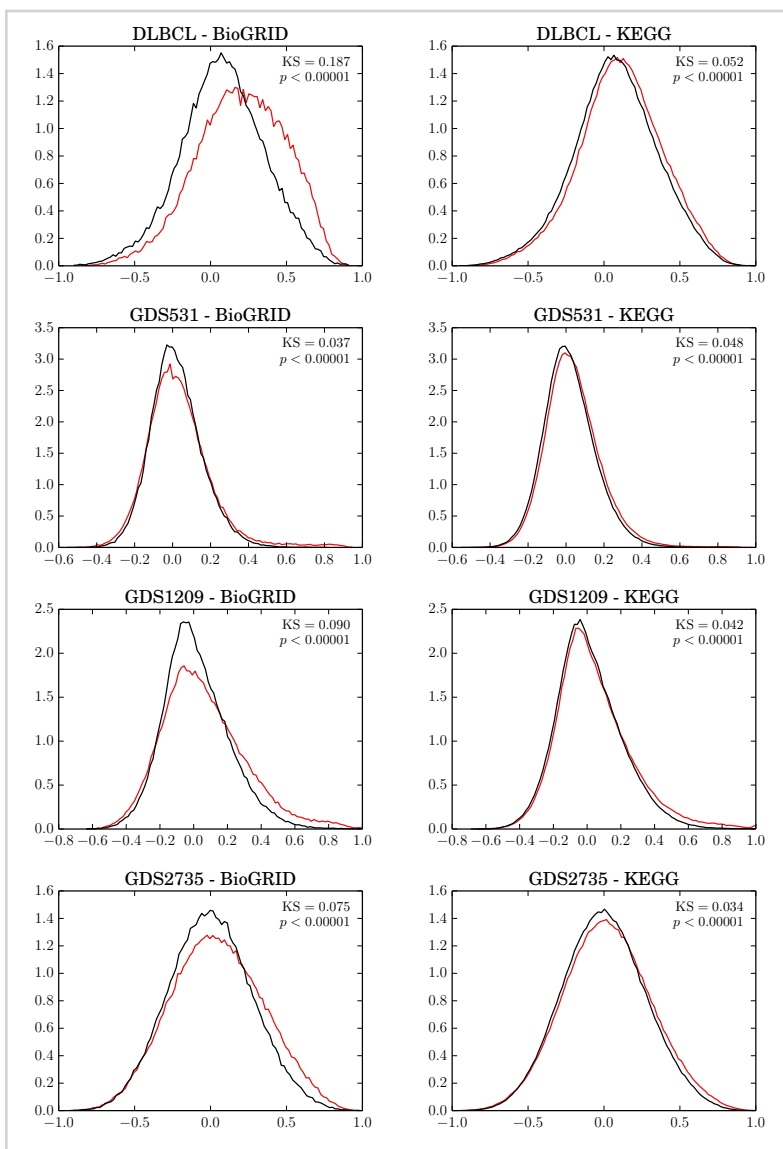 DLBCL - BioGRID
1.6
1.4
1.2
1.0
0.8
0.6
0.4
0.2
0.0
−1.0 −0.5 0.0 0.5 1.0
KS = 0.187
p < 0.00001
DLBCL - KEGG
1.6
1.4
1.2
1.0
0.8
0.6
0.4
0.2
0.0
−1.0 −0.5 0.0 0.5 1.0
KS = 0.052
p < 0.00001
GDS531 - BioGRID
3.5
3.0
2.5
2.0
1.5
1.0
0.5
0.0
−0.6 −0.4 −0.2 0.0 0.2 0.4 0.6 0.8 1.0
KS = 0.037
p < 0.00001
GDS531 - KEGG
3.5
3.0
2.5
2.0
1.5
1.0
0.5
0.0
−0.6 −0.4 −0.2 0.0 0.2 0.4 0.6 0.8 1.0
KS = 0.048
p < 0.00001
GDS1209 - BioGRID
2.5
2.0
1.5
1.0
0.5
0.0
−0.8 −0.6 −0.4 −0.2 0.0 0.2 0.4 0.6 0.8 1.0
KS = 0.090
p < 0.00001
GDS1209 - KEGG
2.5
2.0
1.5
1.0
0.5
0.0
−0.8 −0.6 −0.4 −0.2 0.0 0.2 0.4 0.6 0.8 1.0
KS = 0.042
p < 0.00001
GDS2735 - BioGRID
1.6
1.4
1.2
1.0
0.8
0.6
0.4
0.2
0.0
−1.0 −0.5 0.0 0.5 1.0
KS = 0.075
p < 0.00001
GDS2735 - KEGG
1.6
1.4
1.2
1.0
0.8
0.6
0.4
0.2
0.0
−1.0 −0.5 0.0 0.5 1.0
KS = 0.034
p < 0.00001